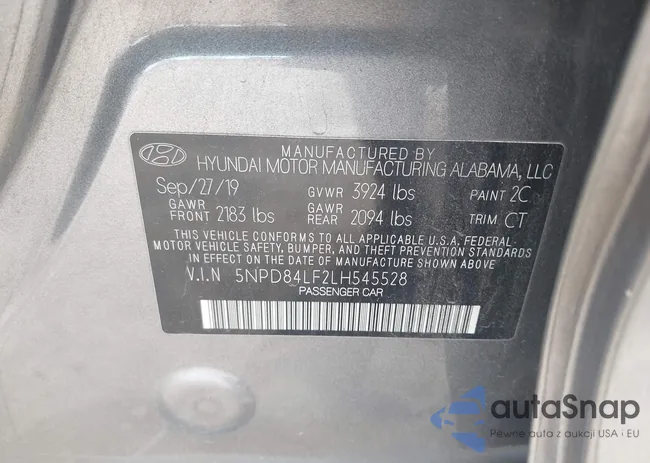 MANUFACTURED BY
HYUNDAI MOTOR MANUFACTURING ALABAMA, LLC
Sep/27/19 GVWR 3924 lbs PAINT 2C
GAWR FRONT 2183 lbs GAWR REAR 2094 lbs TRIM CT
THIS VEHICLE CONFORMS TO ALL APPLICABLE U.S.A. FEDERAL-
MOTOR VEHICLE SAFETY, BUMPER, AND THEFT PREVENTION STANDARDS
IN EFFECT ON THE DATE OF MANUFACTURE SHOWN ABOVE.
V.I.N 5NPD84LF2LH545528
PASSENGER CAR
autoSnap
Pewne auta z aukcji USA i EU